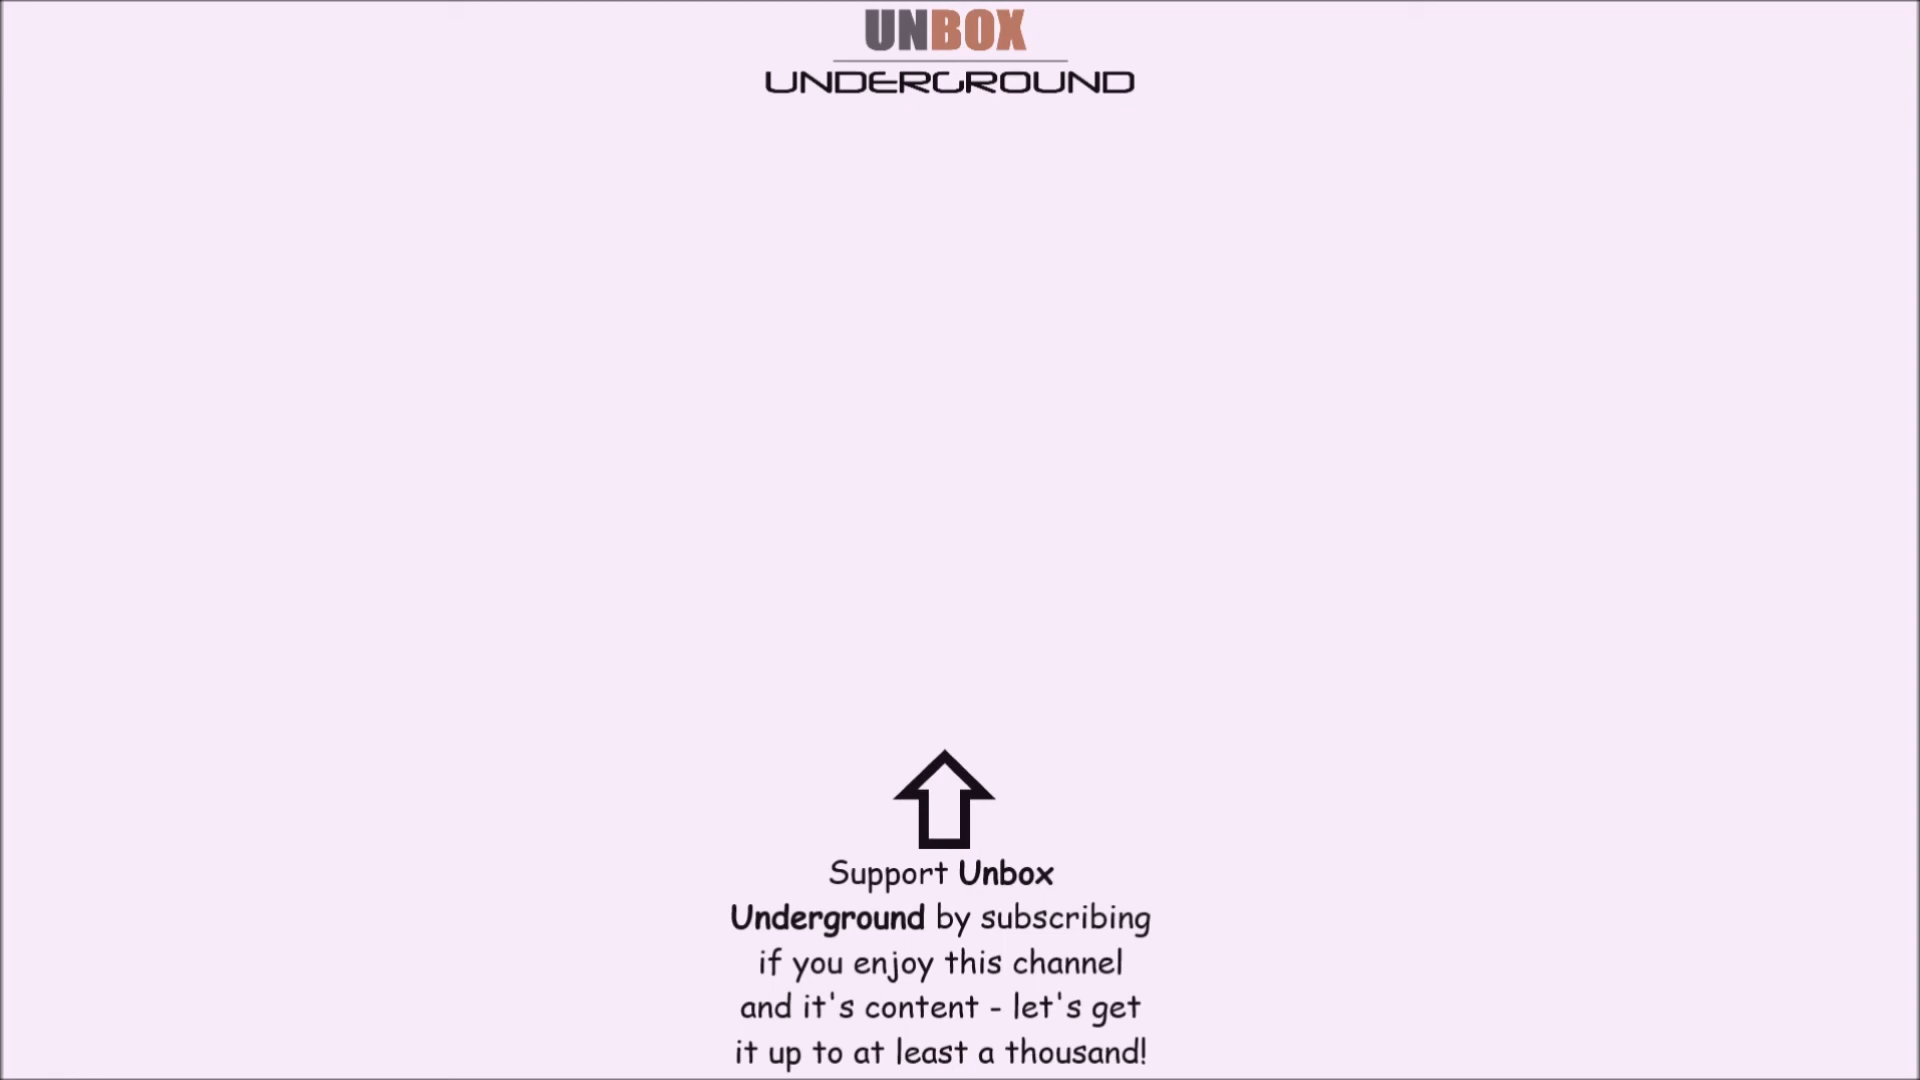 UNBOX
UNDERGROUND
Support Unbox
Underground by subscribing
if you enjoy this channel
and it's content - let's get
it up to at least a thousand!